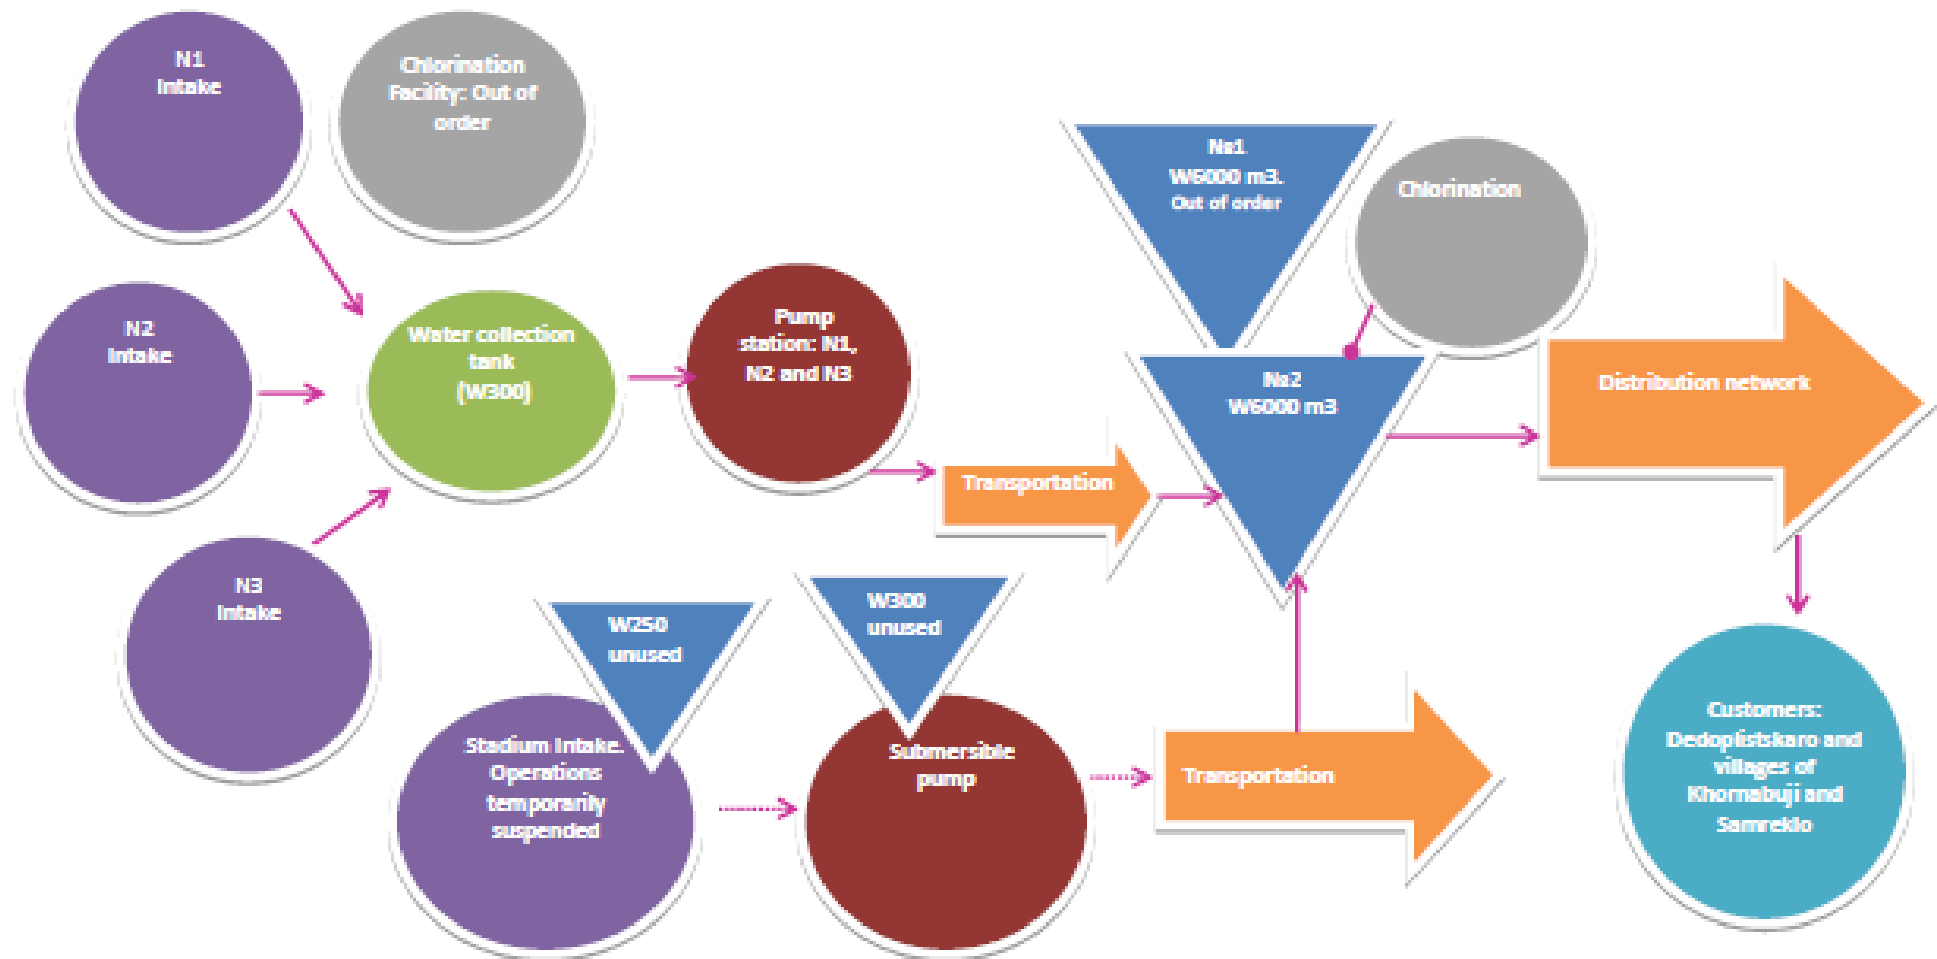 N1
Intake
Chlorination
Facility: Out of
order
N2
Intake
Water collection
tank
(W300)
Pump
station: N1,
N2 and N3
N3
Intake
№1
W6000 m3.
Out of order
Chlorination
№2
W6000 m3
Distribution network
Transportation
W250
unused
W300
unused
Stadium Intake.
Operations
temporarily
suspended
Submersible
pump
Transportation
Customers:
Dedoplistskaro and
villages of
Khornabuji and
Samreklo